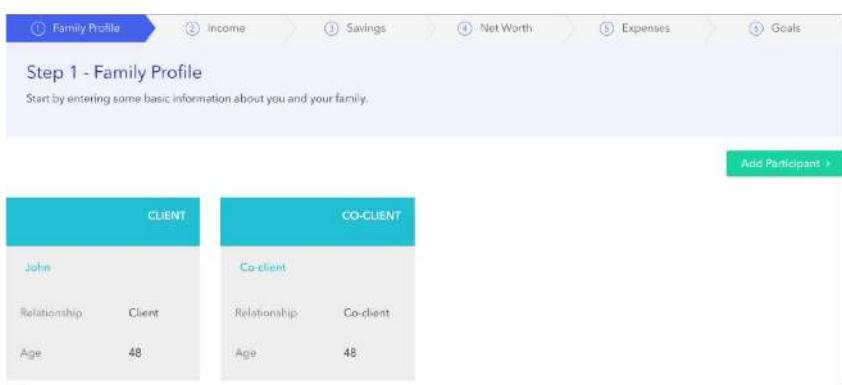 1 Family Profile
2 Income
3 Savings
4 Net Worth
5 Expenses
6 Goals
Step 1 - Family Profile
Start by entering some basic information about you and your family.
Add Participant >
CLIENT
John
Relationship Client
Age 48
CO-CLIENT
Co-client
Relationship Co-client
Age 48